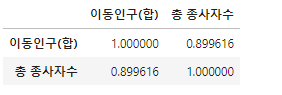 이동인구(합) 총 종사자수
이동인구(합) 1.000000 0.899616
총 종사자수 0.899616 1.000000